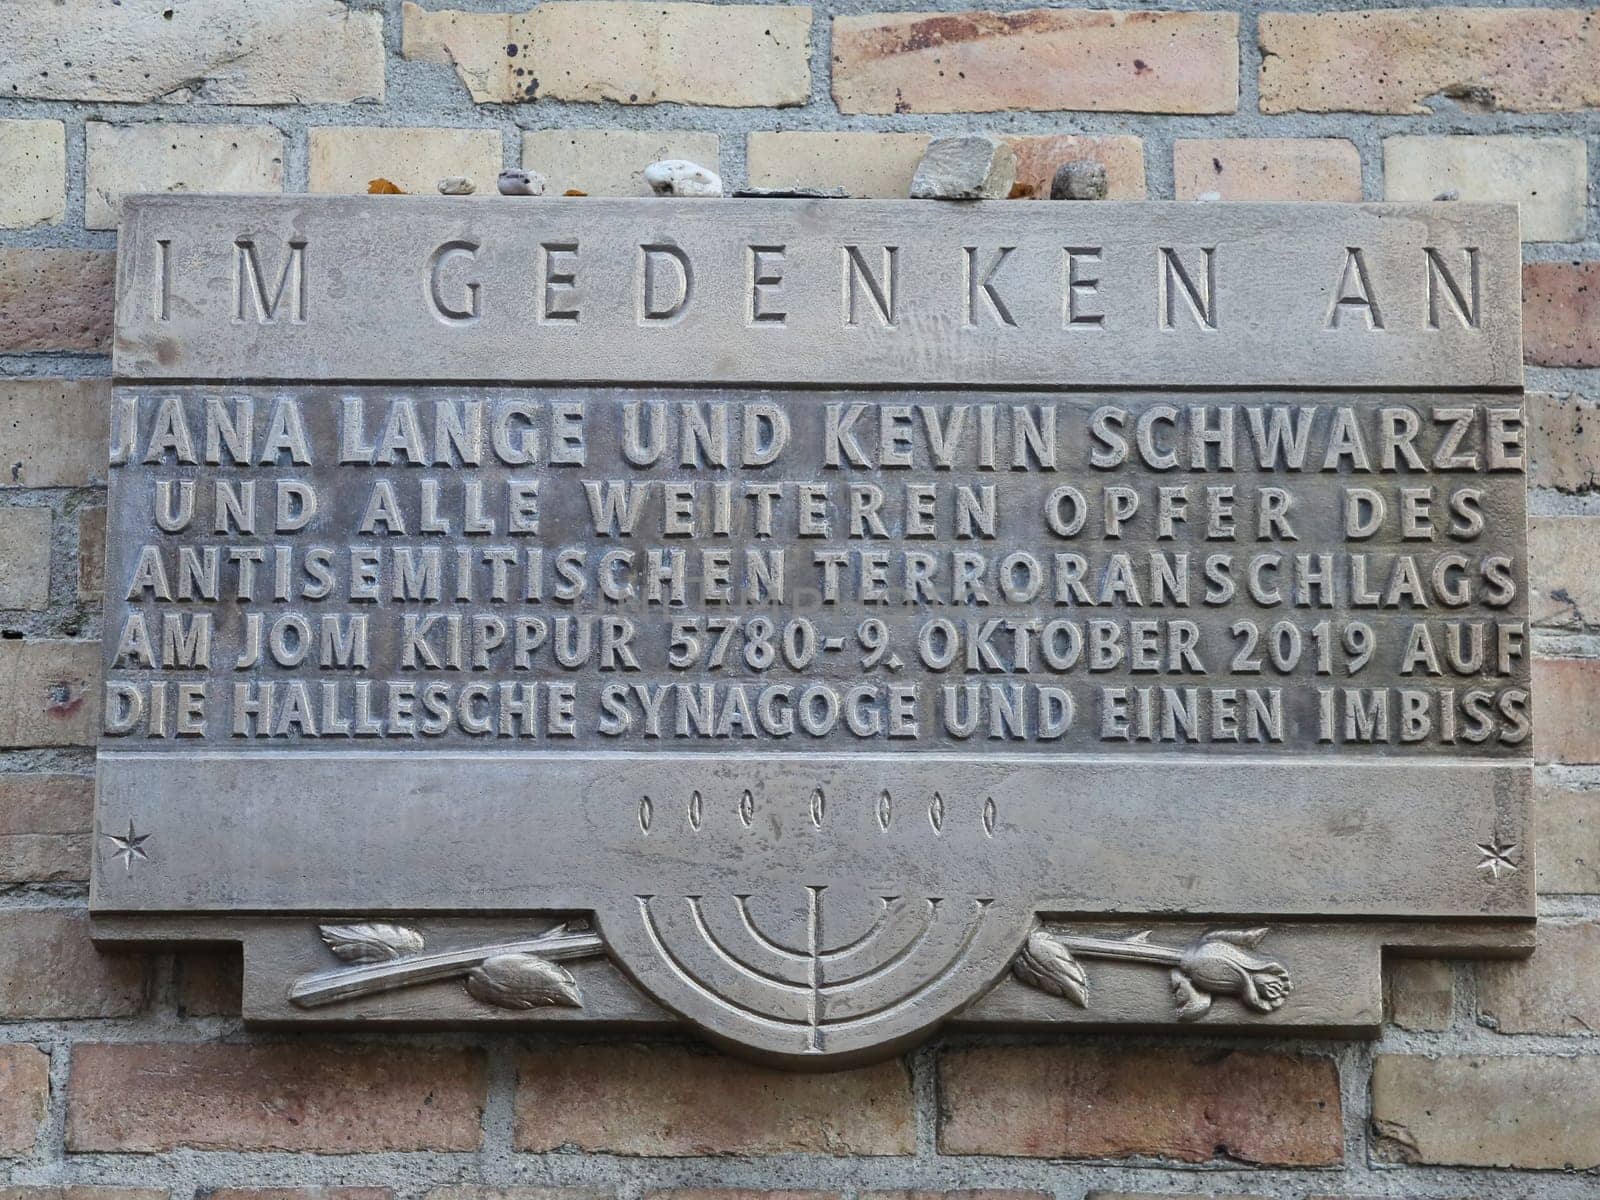 IM GEDENKEN AN
JANA LANGE UND KEVIN SCHWARZE
UND ALLE WEITEREN OPFER DES
ANTISEMITISCHEN TERRORANSCHLAGS
AM JOM KIPPUR 5780-9. OKTOBER 2019 AUF
DIE HALLESCHE SYNAGOGE UND EINEN IMBISS